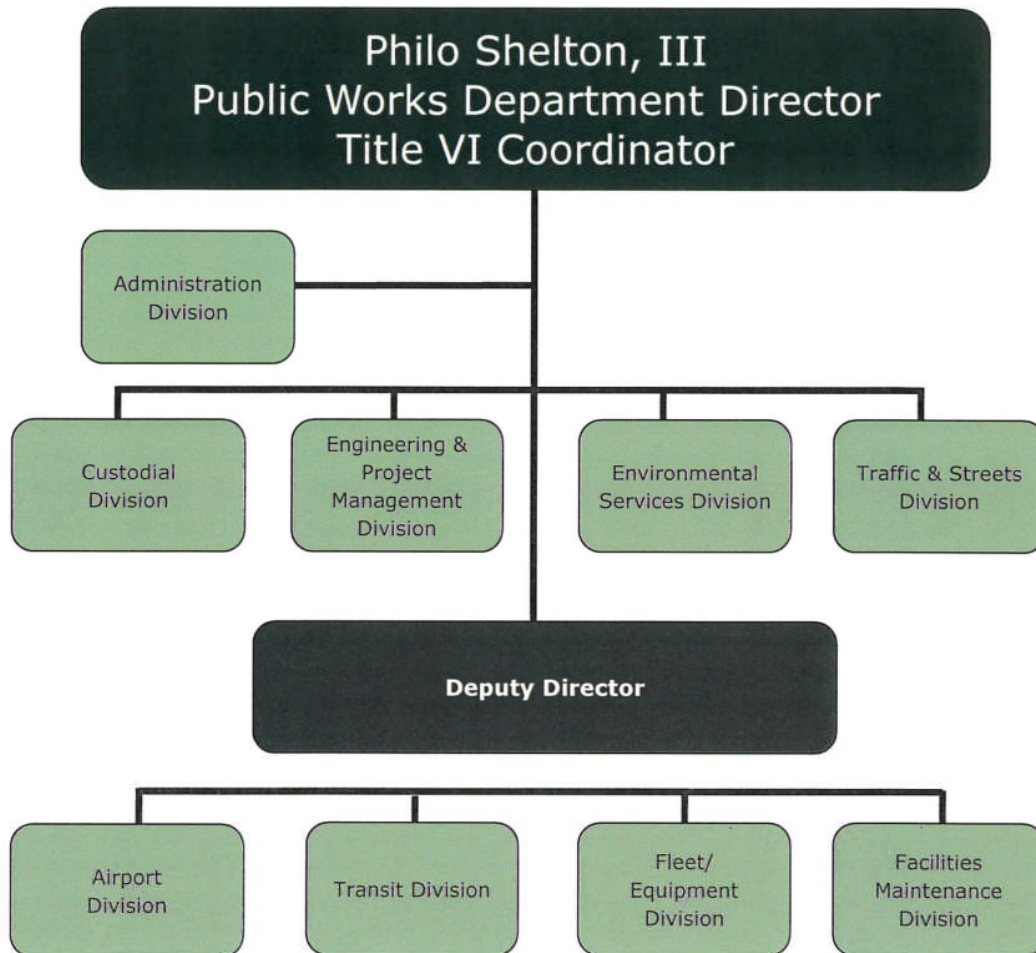 Philo Shelton, III
Public Works Department Director
Title VI Coordinator
Administration
Division
Custodial
Division
Engineering &
Project
Management
Division
Environmental
Services Division
Traffic & Streets
Division
Deputy Director
Airport
Division
Transit Division
Fleet/
Equipment
Division
Facilities
Maintenance
Division